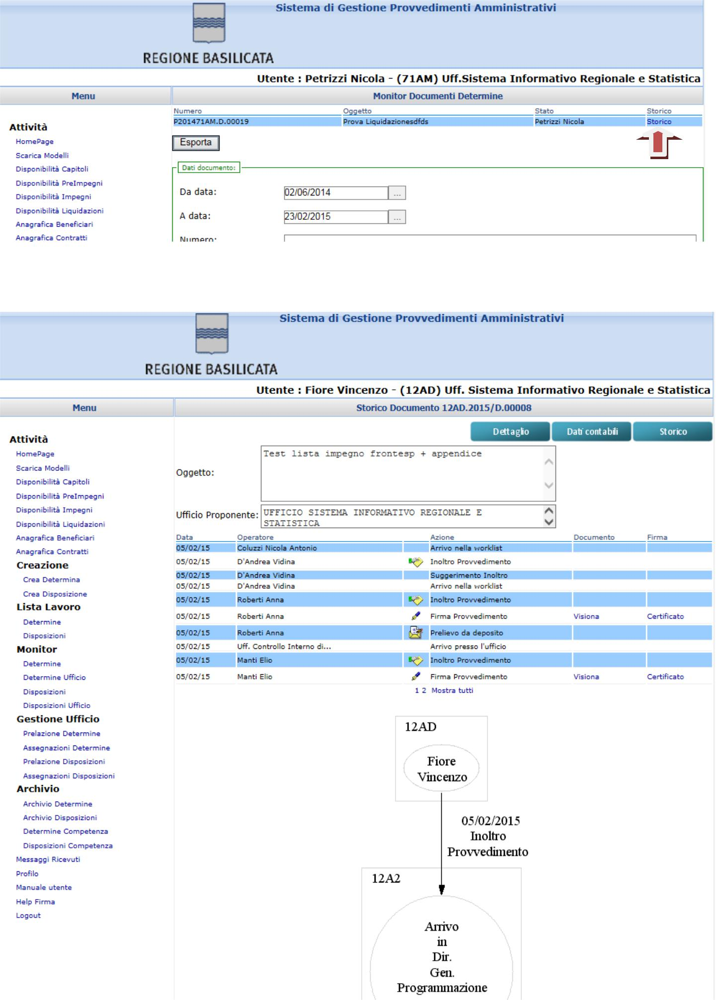 Sistema di Gestione Provvedimenti Amministrativi
REGIONE BASILICATA
Utente : Petrizzi Nicola - (71AM) Uff.Sistema Informativo Regionale e Statistica
Menu
Monitor Documenti Determine
Attività
HomePage
Scarica Modelli
Disponibilità Capitoli
Disponibilità PreImpegni
Disponibilità Impegni
Disponibilità Liquidazioni
Anagrafica Beneficiari
Anagrafica Contratti
Numero Oggetto Stato Storico
P201471AM.D.00019 Prova Liquidazionesdfds Petrizzi Nicola Storico
Esporta
Dati documento:
Da data: 02/06/2014 ...
A data: 23/02/2015 ...
Numero:
Sistema di Gestione Provvedimenti Amministrativi
REGIONE BASILICATA
Utente : Fiore Vincenzo - (12AD) Uff. Sistema Informativo Regionale e Statistica
Menu
Storico Documento 12AD.2015/D.00008
Attività
HomePage
Scarica Modelli
Disponibilità Capitoli
Disponibilità PreImpegni
Disponibilità Impegni
Disponibilità Liquidazioni
Anagrafica Beneficiari
Anagrafica Contratti
Creazione
Crea Determina
Crea Disposizione
Lista Lavoro
Determine
Disposizioni
Monitor
Determine
Determine Ufficio
Disposizioni
Disposizioni Ufficio
Gestione Ufficio
Prelazione Determine
Assegnazioni Determine
Prelazione Disposizioni
Assegnazioni Disposizioni
Archivio
Archivio Determine
Archivio Disposizioni
Determine Competenza
Disposizioni Competenza
Messaggi Ricevuti
Profilo
Manuale utente
Help Firma
Logout
Dettaglio Dati contabili Storico
Oggetto: Test lista impegno frontesp + appendice
Ufficio Proponente: UFFICIO SISTEMA INFORMATIVO REGIONALE E
STATISTICA
Data Operatore Azione Documento Firma
05/02/15 Coluzzi Nicola Antonio Arrivo nella worklist
05/02/15 D'Andrea Vidina Inoltro Provvedimento
05/02/15 D'Andrea Vidina Suggerimento Inoltro
05/02/15 D'Andrea Vidina Arrivo nella worklist
05/02/15 Roberti Anna Inoltro Provvedimento
05/02/15 Roberti Anna Firma Provvedimento Visiona Certificato
05/02/15 Roberti Anna Prelievo da deposito
05/02/15 Uff. Controllo Interno di... Arrivo presso l'ufficio
05/02/15 Manti Elio Inoltro Provvedimento
05/02/15 Manti Elio Firma Provvedimento Visiona Certificato
1 2 Mostra tutti
12AD
Fiore
Vincenzo
05/02/2015
Inoltro
Provvedimento
12A2
Arrivo
in
Dir.
Gen.
Programmazione